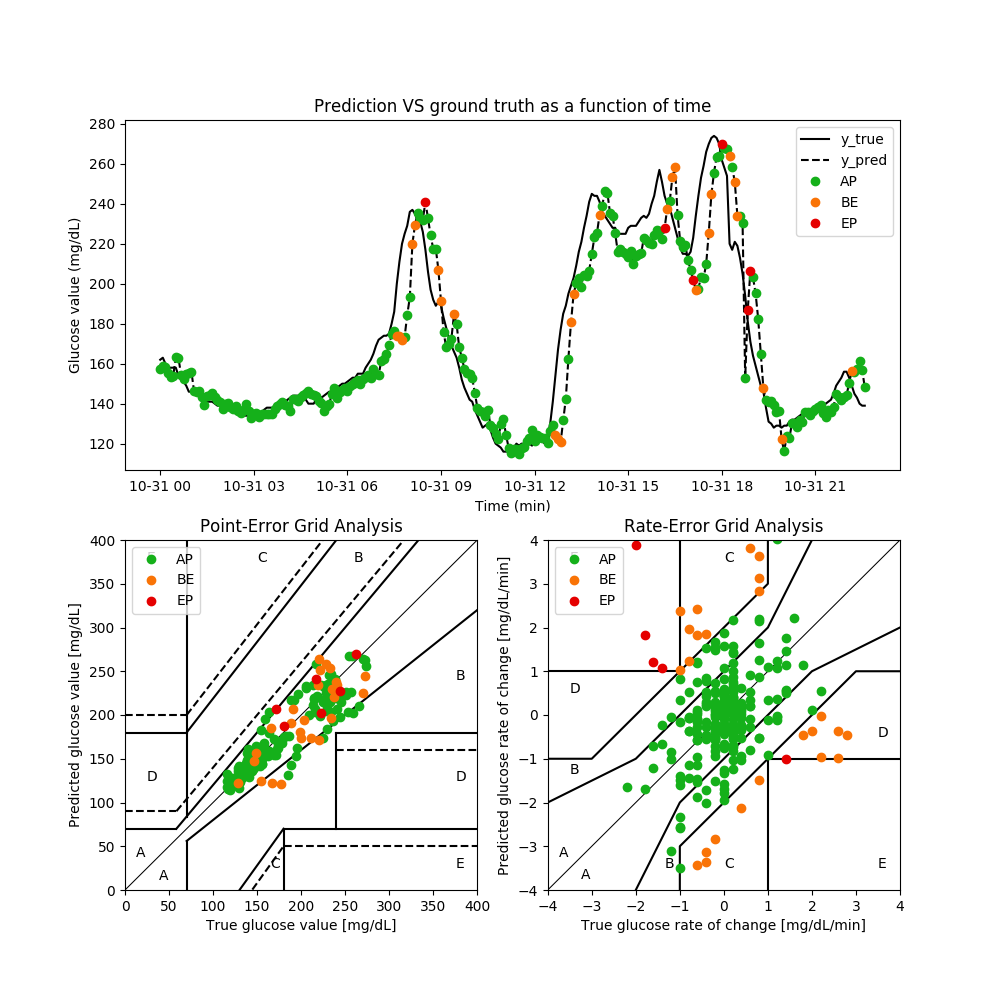 Prediction VS ground truth as a function of time
280
260
240
220
200
180
160
140
120
Glucose value (mg/dL)
y_true
y_pred
AP
BE
EP
10-31 00 10-31 03 10-31 06 10-31 09 10-31 12 10-31 15 10-31 18 10-31 21
Time (min)
Point-Error Grid Analysis
400
350
300
250
200
150
100
50
0
Predicted glucose value [mg/dL]
AP
BE
EP
C
B
B
D
D
A
A
C
E
0 50 100 150 200 250 300 350 400
True glucose value [mg/dL]
Rate-Error Grid Analysis
4
3
2
1
0
−1
−2
−3
−4
Predicted glucose rate of change [mg/dL/min]
AP
BE
EP
C
D
D
B
A
A
B
C
E
−4 −3 −2 −1 0 1 2 3 4
True glucose rate of change [mg/dL/min]